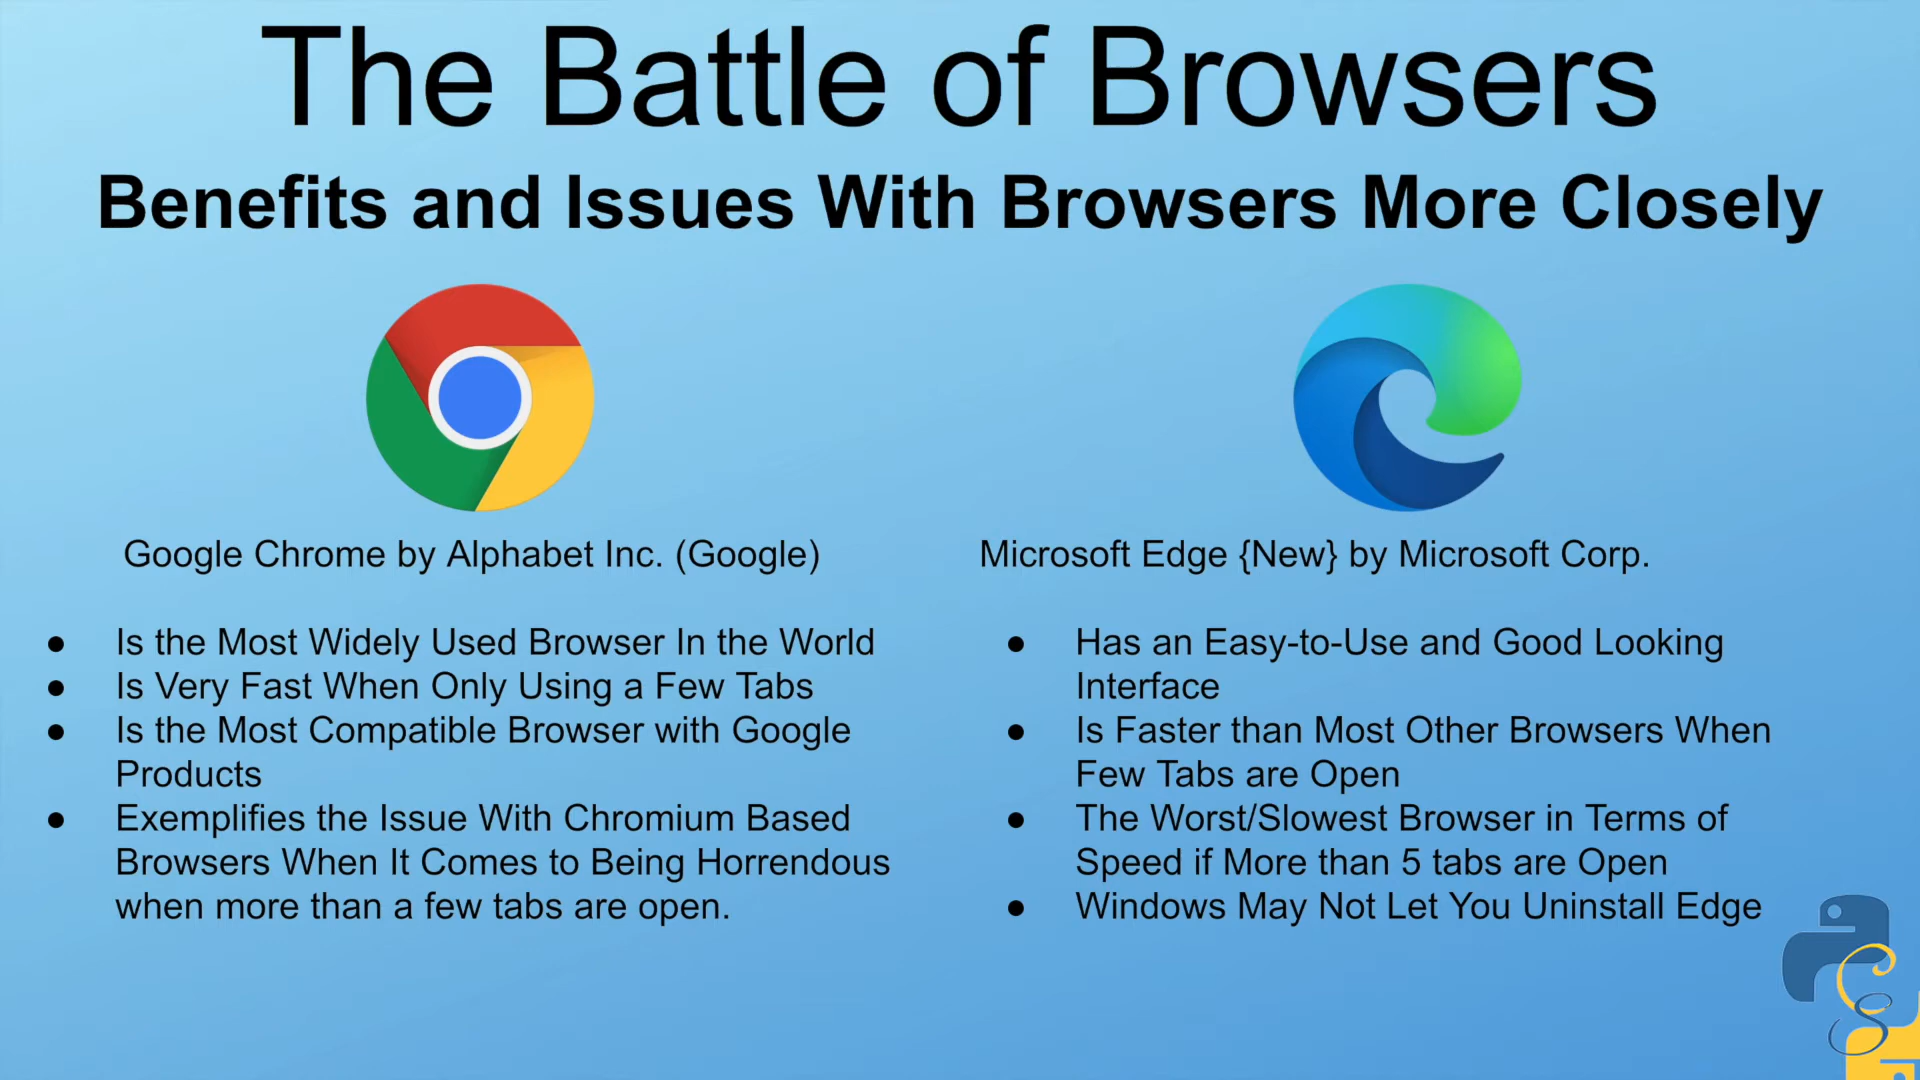 The Battle of Browsers
Benefits and Issues With Browsers More Closely
Google Chrome by Alphabet Inc. (Google)
● Is the Most Widely Used Browser In the World
● Is Very Fast When Only Using a Few Tabs
● Is the Most Compatible Browser with Google
Products
● Exemplifies the Issue With Chromium Based
Browsers When It Comes to Being Horrendous
when more than a few tabs are open.
Microsoft Edge {New} by Microsoft Corp.
● Has an Easy-to-Use and Good Looking
Interface
● Is Faster than Most Other Browsers When
Few Tabs are Open
● The Worst/Slowest Browser in Terms of
Speed if More than 5 tabs are Open
● Windows May Not Let You Uninstall Edge
C
S